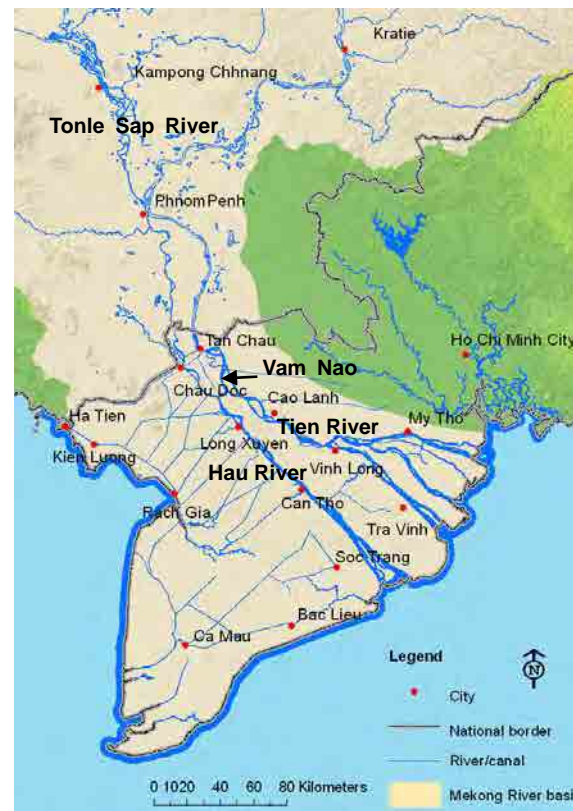 Kratie
Kampong Chhnang
Tonle Sap River
Phnom Penh
Tan Chau
Ho Chi Minh City
Vam Nao
Chau Doc
Cao Lanh
Ha Tien
My Tho
Tien River
Long Xuyen
Kien Luong
Vinh Long
Hau River
Can Tho
Rach Gia
Tra Vinh
Soc Trang
Bac Lieu
Ca Mau
Legend
N
City
National border
River/canal
Mekong River basi
0 1020 40 60 80 Kilometers